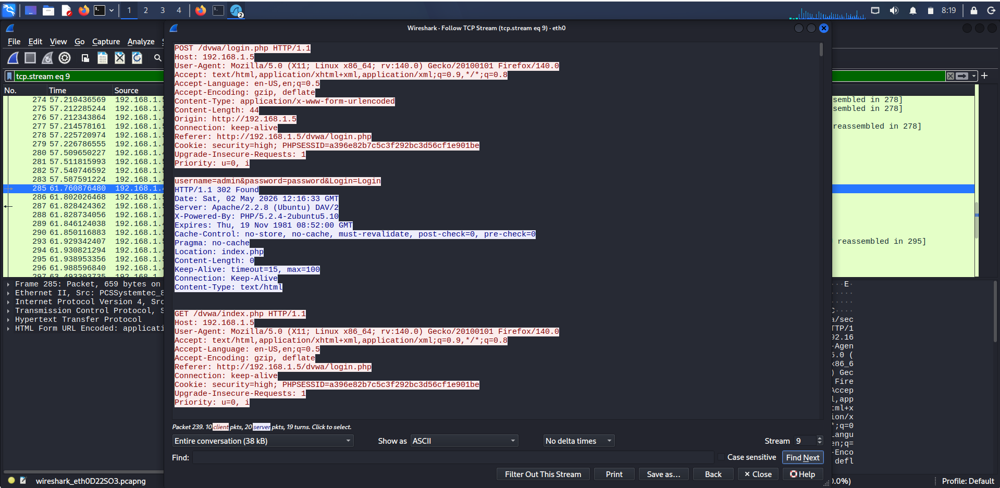 1 2 3 4
2
8:19
Wireshark · Follow TCP Stream (tcp.stream eq 9) · eth0
File Edit View Go Capture Analyze
tcp.stream eq 9
No. Time Source
274 57.210436569 192.168.1.5
275 57.212285244 192.168.1.5
276 57.212343864 192.168.1.4
277 57.214578161 192.168.1.5
278 57.225720974 192.168.1.5
279 57.226786555 192.168.1.4
280 57.509650227 192.168.1.4
281 57.511815993 192.168.1.5
282 57.540746592 192.168.1.5
283 57.587591224 192.168.1.4
285 61.760876480 192.168.1.4
286 61.802026468 192.168.1.5
287 61.828424362 192.168.1.5
288 61.828734056 192.168.1.4
289 61.846124038 192.168.1.4
290 61.850116883 192.168.1.5
293 61.929342407 192.168.1.5
294 61.930821294 192.168.1.4
295 61.938953356 192.168.1.5
296 61.988596840 192.168.1.4
297 63.493303735 192.168.1.
sembled in 278]
sembled in 278]
reassembled in 278]
reassembled in 295]
Frame 285: Packet, 659 bytes on
Ethernet II, Src: PCSSystemtec_8
Internet Protocol Version 4, Src
Transmission Control Protocol, S
Hypertext Transfer Protocol
HTML Form URL Encoded: applicati
POST /dvwa/login.php HTTP/1.1
Host: 192.168.1.5
User-Agent: Mozilla/5.0 (X11; Linux x86_64; rv:140.0) Gecko/20100101 Firefox/140.0
Accept: text/html,application/xhtml+xml,application/xml;q=0.9,*/*;q=0.8
Accept-Language: en-US,en;q=0.5
Accept-Encoding: gzip, deflate
Content-Type: application/x-www-form-urlencoded
Content-Length: 44
Origin: http://192.168.1.5
Connection: keep-alive
Referer: http://192.168.1.5/dvwa/login.php
Cookie: security=high; PHPSESSID=a396e82b7c5c3f292bc3d56cf1e901be
Upgrade-Insecure-Requests: 1
Priority: u=0, i
username=admin&password=password&Login=Login
HTTP/1.1 302 Found
Date: Sat, 02 May 2026 12:16:33 GMT
Server: Apache/2.2.8 (Ubuntu) DAV/2
X-Powered-By: PHP/5.2.4-2ubuntu5.10
Expires: Thu, 19 Nov 1981 08:52:00 GMT
Cache-Control: no-store, no-cache, must-revalidate, post-check=0, pre-check=0
Pragma: no-cache
Location: index.php
Content-Length: 0
Keep-Alive: timeout=15, max=100
Connection: Keep-Alive
Content-Type: text/html
GET /dvwa/index.php HTTP/1.1
Host: 192.168.1.5
User-Agent: Mozilla/5.0 (X11; Linux x86_64; rv:140.0) Gecko/20100101 Firefox/140.0
Accept: text/html,application/xhtml+xml,application/xml;q=0.9,*/*;q=0.8
Accept-Language: en-US,en;q=0.5
Accept-Encoding: gzip, deflate
Referer: http://192.168.1.5/dvwa/login.php
Connection: keep-alive
Cookie: security=high; PHPSESSID=a396e82b7c5c3f292bc3d56cf1e901be
Upgrade-Insecure-Requests: 1
Priority: u=0, i
···E·
·····
·····
C····
a/sec
TTP/1
92.16
-Agen
5.0 (
x86_6
) Gec
Fire
Accep
l,app
tml+x
ion/x
*;q=0
Langu
en;q=
-Enco
defl
Packet 239. 10 client pkts, 20 server pkts, 19 turns. Click to select.
Entire conversation (38 kB) Show as ASCII No delta times Stream 9
Find: Case sensitive Find Next
Filter Out This Stream Print Save as… Back Close Help
wireshark_eth0D22SO3.pcapng
0.0%) Profile: Default